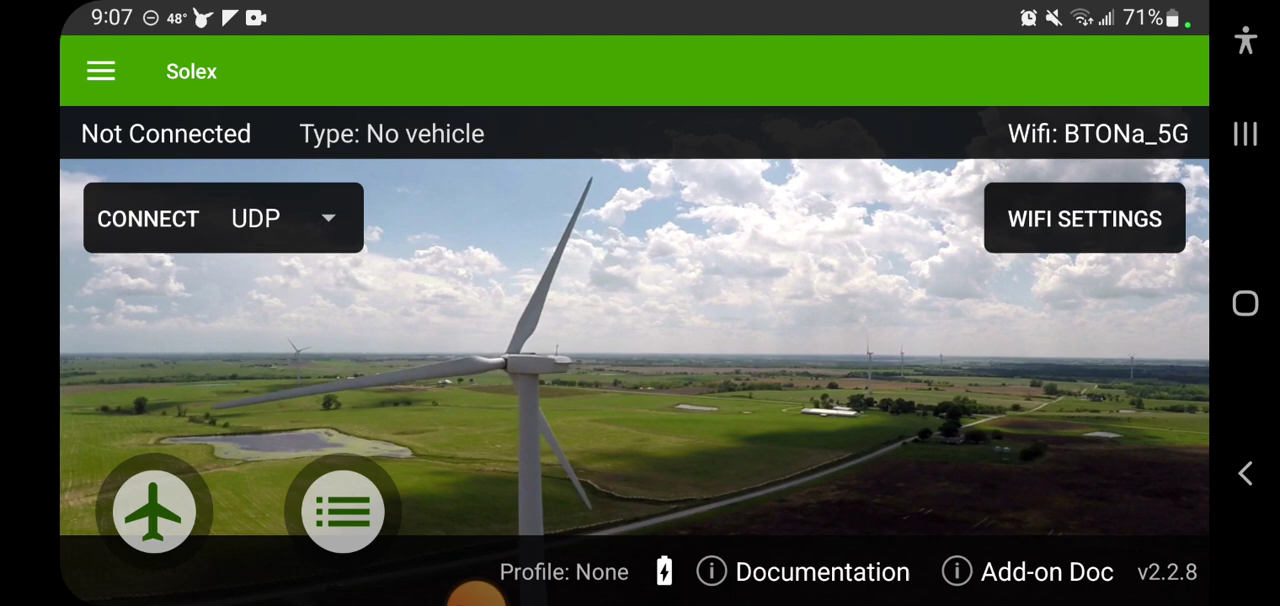 9:07 48° 71%
Solex
Not Connected Type: No vehicle Wifi: BTONa_5G
CONNECT UDP WIFI SETTINGS
Profile: None Documentation Add-on Doc v2.2.8